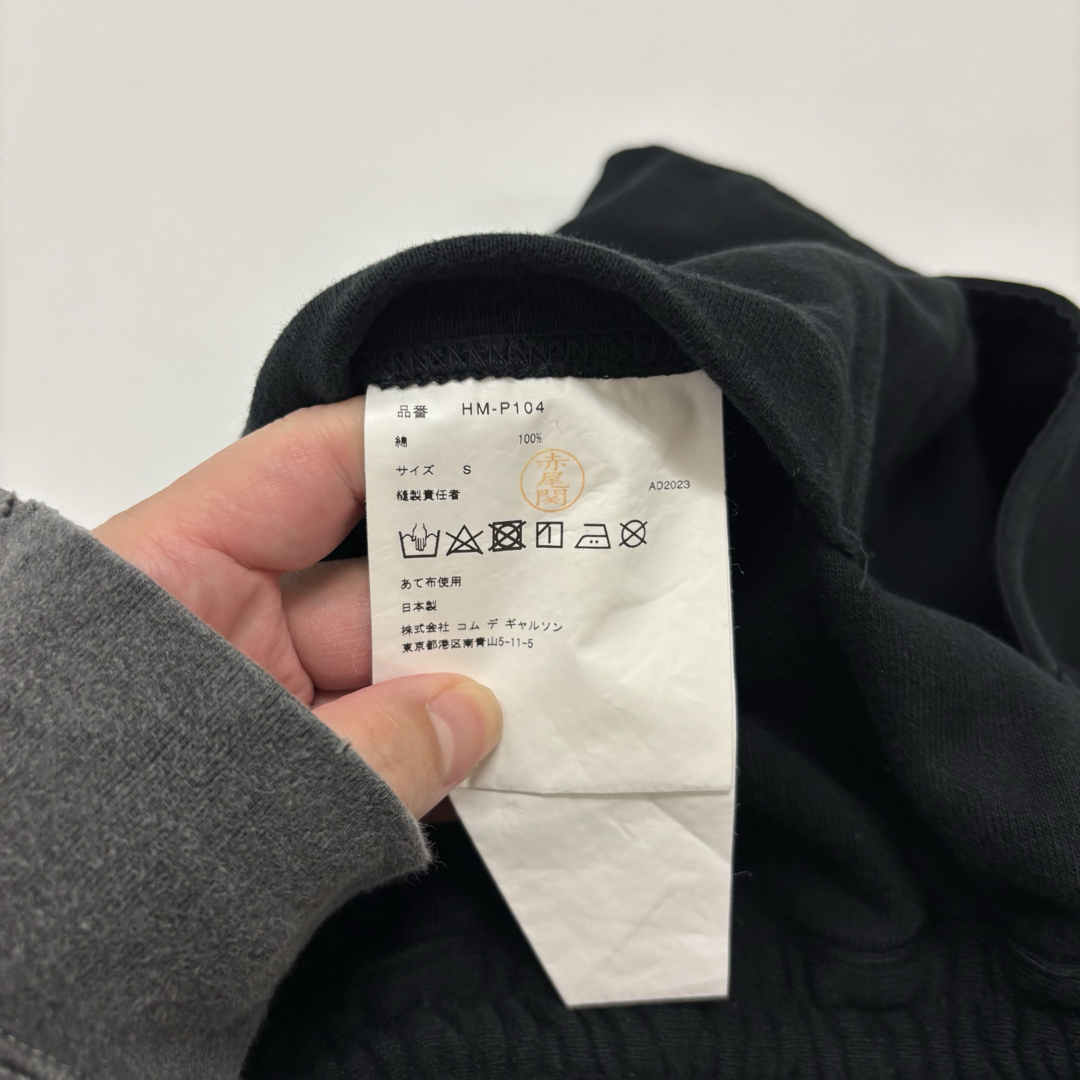 品番 HM-P104
綿 100%
サイズ S
縫製責任者
赤尾関
AD2023
あて布使用
日本製
株式会社 コム デ ギャルソン
東京都港区南青山5-11-5